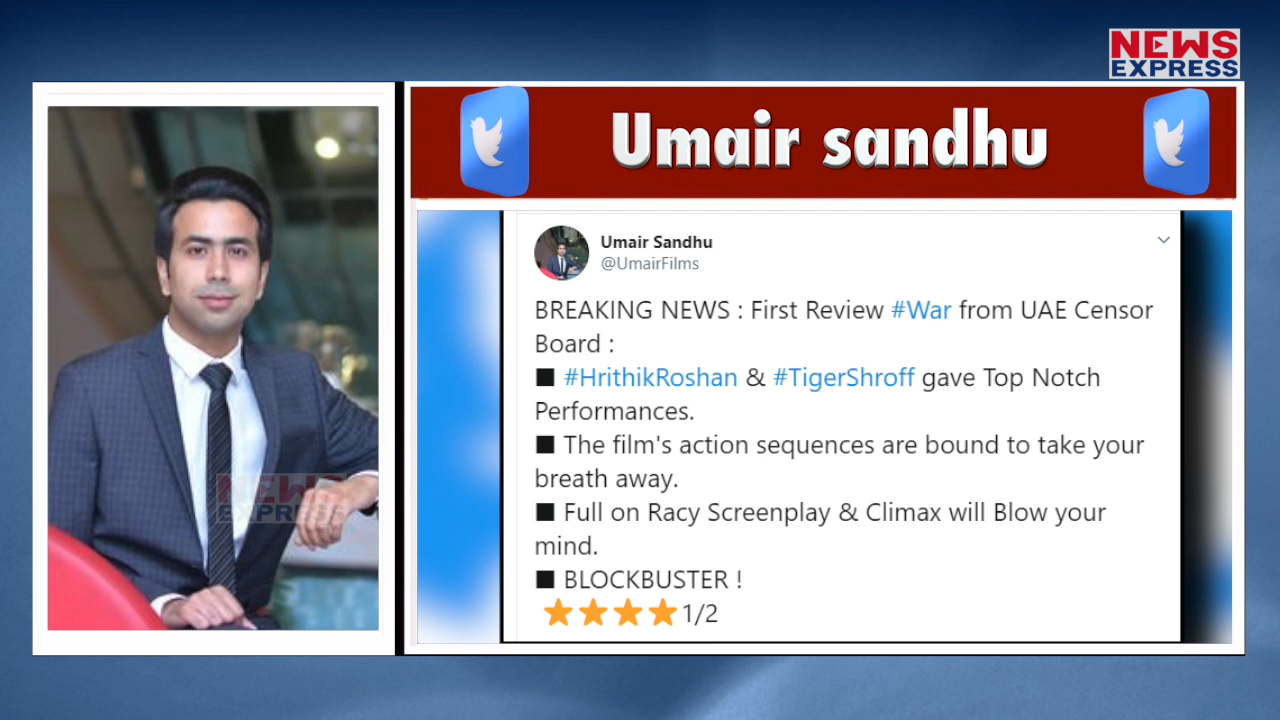 NEWS
EXPRESS
Umair sandhu
Umair Sandhu
@UmairFilms
BREAKING NEWS : First Review #War from UAE Censor
Board :
■ #HrithikRoshan & #TigerShroff gave Top Notch
Performances.
■ The film's action sequences are bound to take your
breath away.
■ Full on Racy Screenplay & Climax will Blow your
mind.
■ BLOCKBUSTER !
⭐⭐⭐⭐1/2
NEWS
EXPRESS